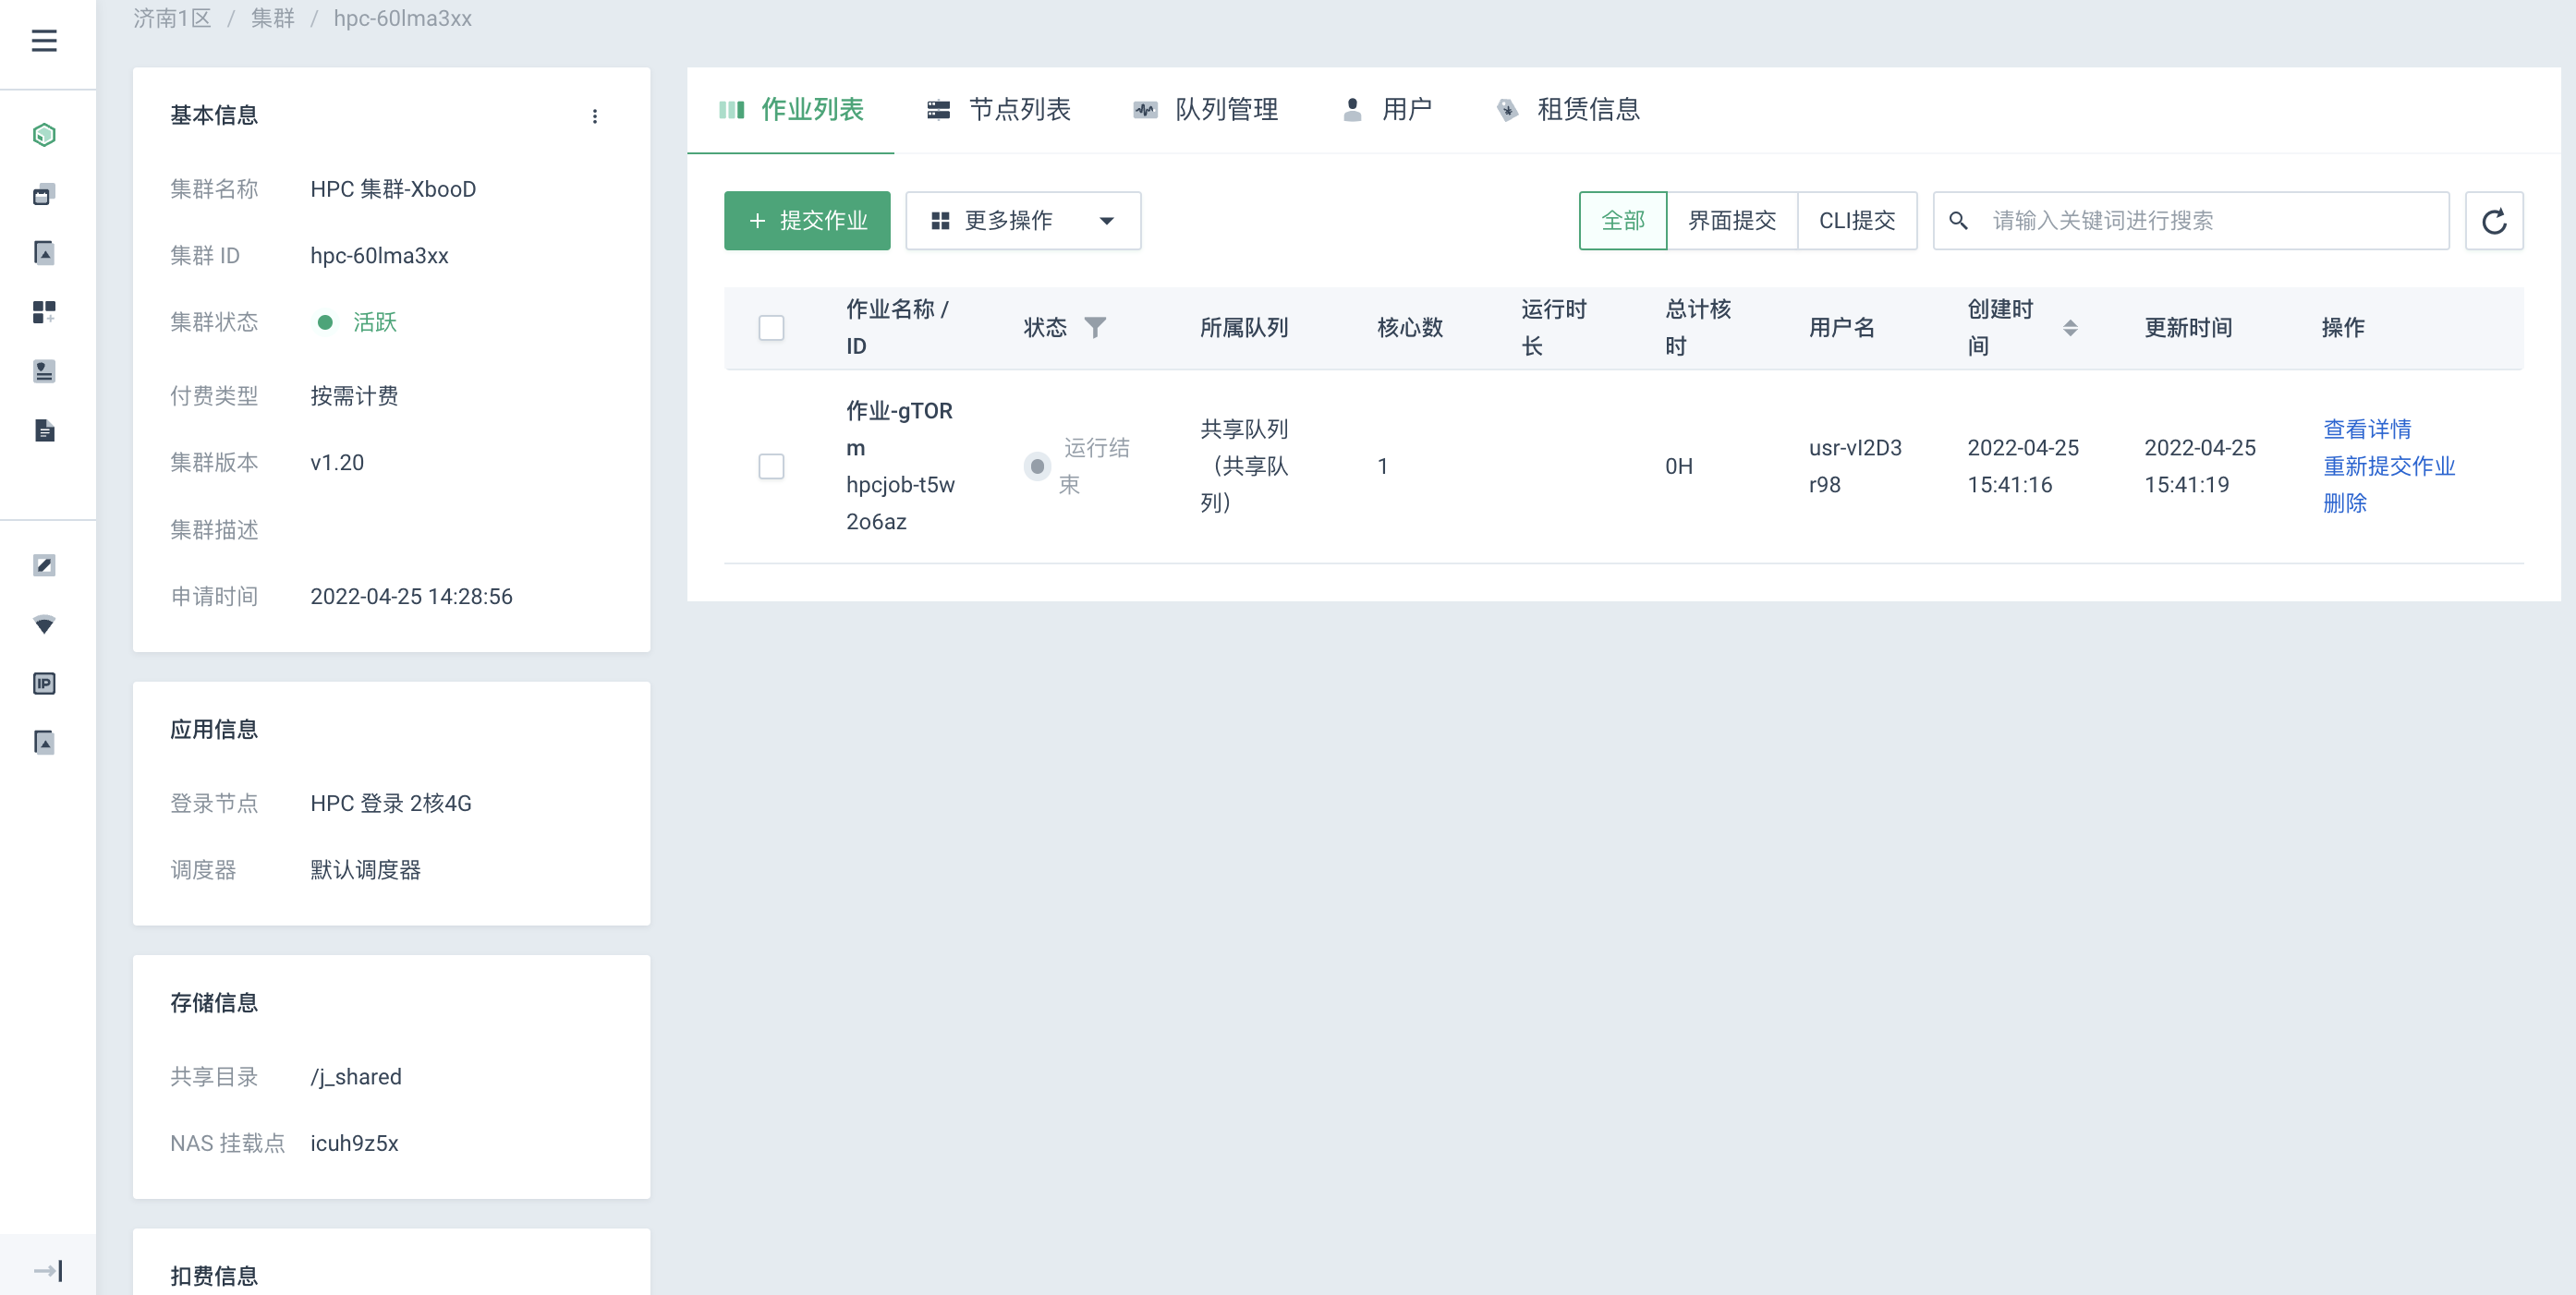 济南1区 / 集群 / hpc-60lma3xx
基本信息
集群名称 HPC 集群-XbooD
集群 ID hpc-60lma3xx
集群状态 活跃
付费类型 按需计费
集群版本 v1.20
集群描述
申请时间 2022-04-25 14:28:56
应用信息
登录节点 HPC 登录 2核4G
调度器 默认调度器
存储信息
共享目录 /j_shared
NAS 挂载点 icuh9z5x
扣费信息
作业列表 节点列表 队列管理 用户 租赁信息
+ 提交作业 更多操作 全部 界面提交 CLI提交 请输入关键词进行搜索
作业名称 /
ID
状态
所属队列
核心数
运行时
长
总计核
时
用户名
创建时
间
更新时间
操作
作业-gTOR
m
hpcjob-t5w
2o6az
运行结
束
共享队列
（共享队
列）
1
0H
usr-vI2D3
r98
2022-04-25
15:41:16
2022-04-25
15:41:19
查看详情
重新提交作业
删除
IP